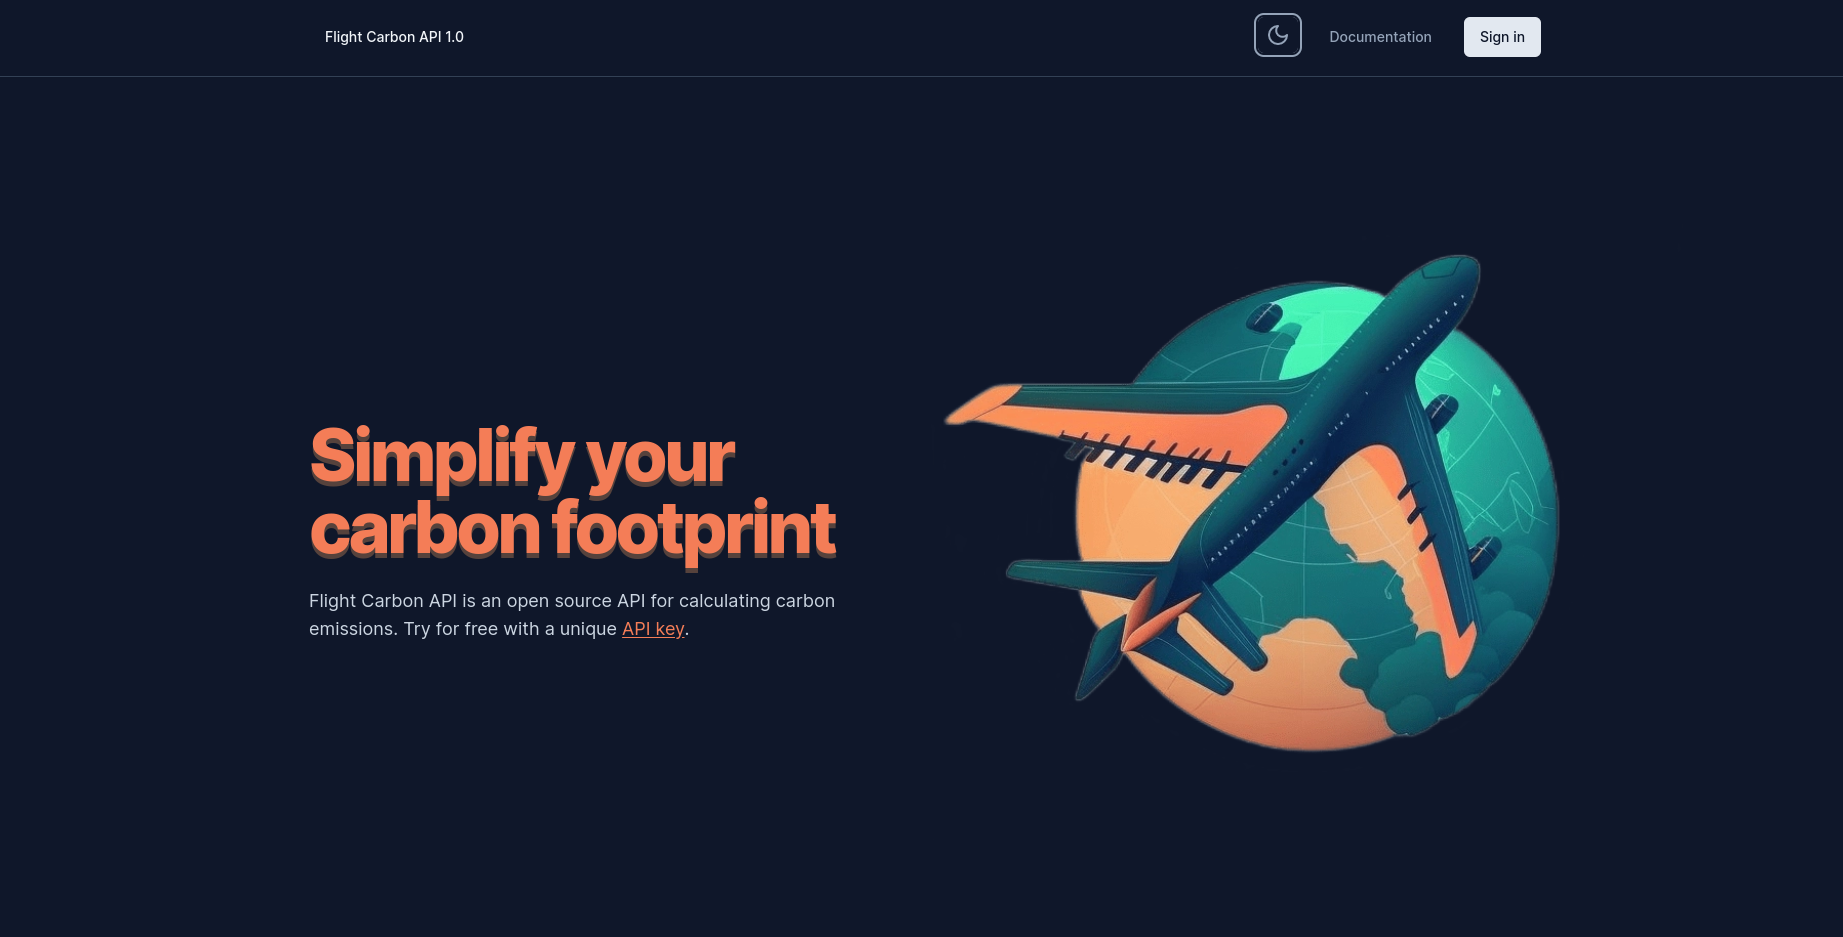 Flight Carbon API 1.0
Documentation
Sign in
Simplify your
carbon footprint
Flight Carbon API is an open source API for calculating carbon
emissions. Try for free with a unique API key.